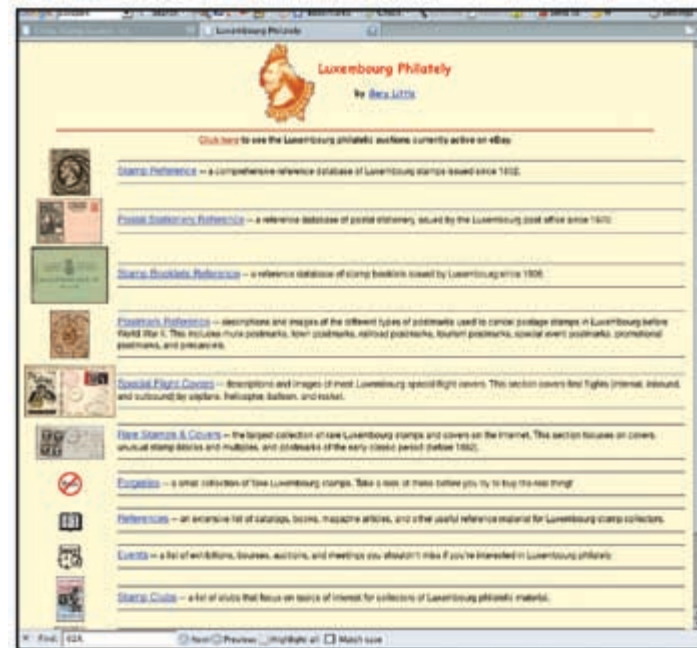 Luxembourg Philately
Luxembourg Philately
by Gary Little
Click here to see the Luxembourg philatelic auctions currently active on eBay
Stamp Reference -- a comprehensive reference database of Luxembourg stamps issued since 1852.
Postal Stationery Reference -- a reference database of postal stationery issued by the Luxembourg post office since 1870
Stamp Booklets Reference -- a reference database of stamp booklets issued by Luxembourg since
Postmark Reference -- descriptions and images of the different types of postmarks used to cancel postage stamps in Luxembourg before
World War II. This includes mute postmarks, town postmarks, railroad postmarks, tourism postmarks, special event postmarks, promotional
postmarks, and precancels.
Special Flight Covers -- descriptions and images of most Luxembourg special flight covers. This section covers first flights (internal, inbound,
and outbound) by airplane, helicopter, balloon, and rocket.
Rare Stamps & Covers -- the largest collection of rare Luxembourg stamps and covers on the Internet. This section focuses on covers,
unusual stamp blocks and multiples, and postmarks of the early classic period (before 1882).
Forgeries -- a small collection of fake Luxembourg stamps. Take a look at these before you try to buy the real thing!
References -- an extensive list of catalogs, books, magazine articles, and other useful reference material for Luxembourg stamp collectors.
Events -- a list of exhibitions, bourses, auctions, and meetings you shouldn't miss if you're interested in Luxembourg philately
Stamp Clubs -- a list of clubs that focus on topics of interest for collectors of Luxembourg philatelic material.
Find: Next Previous Highlight all Match case